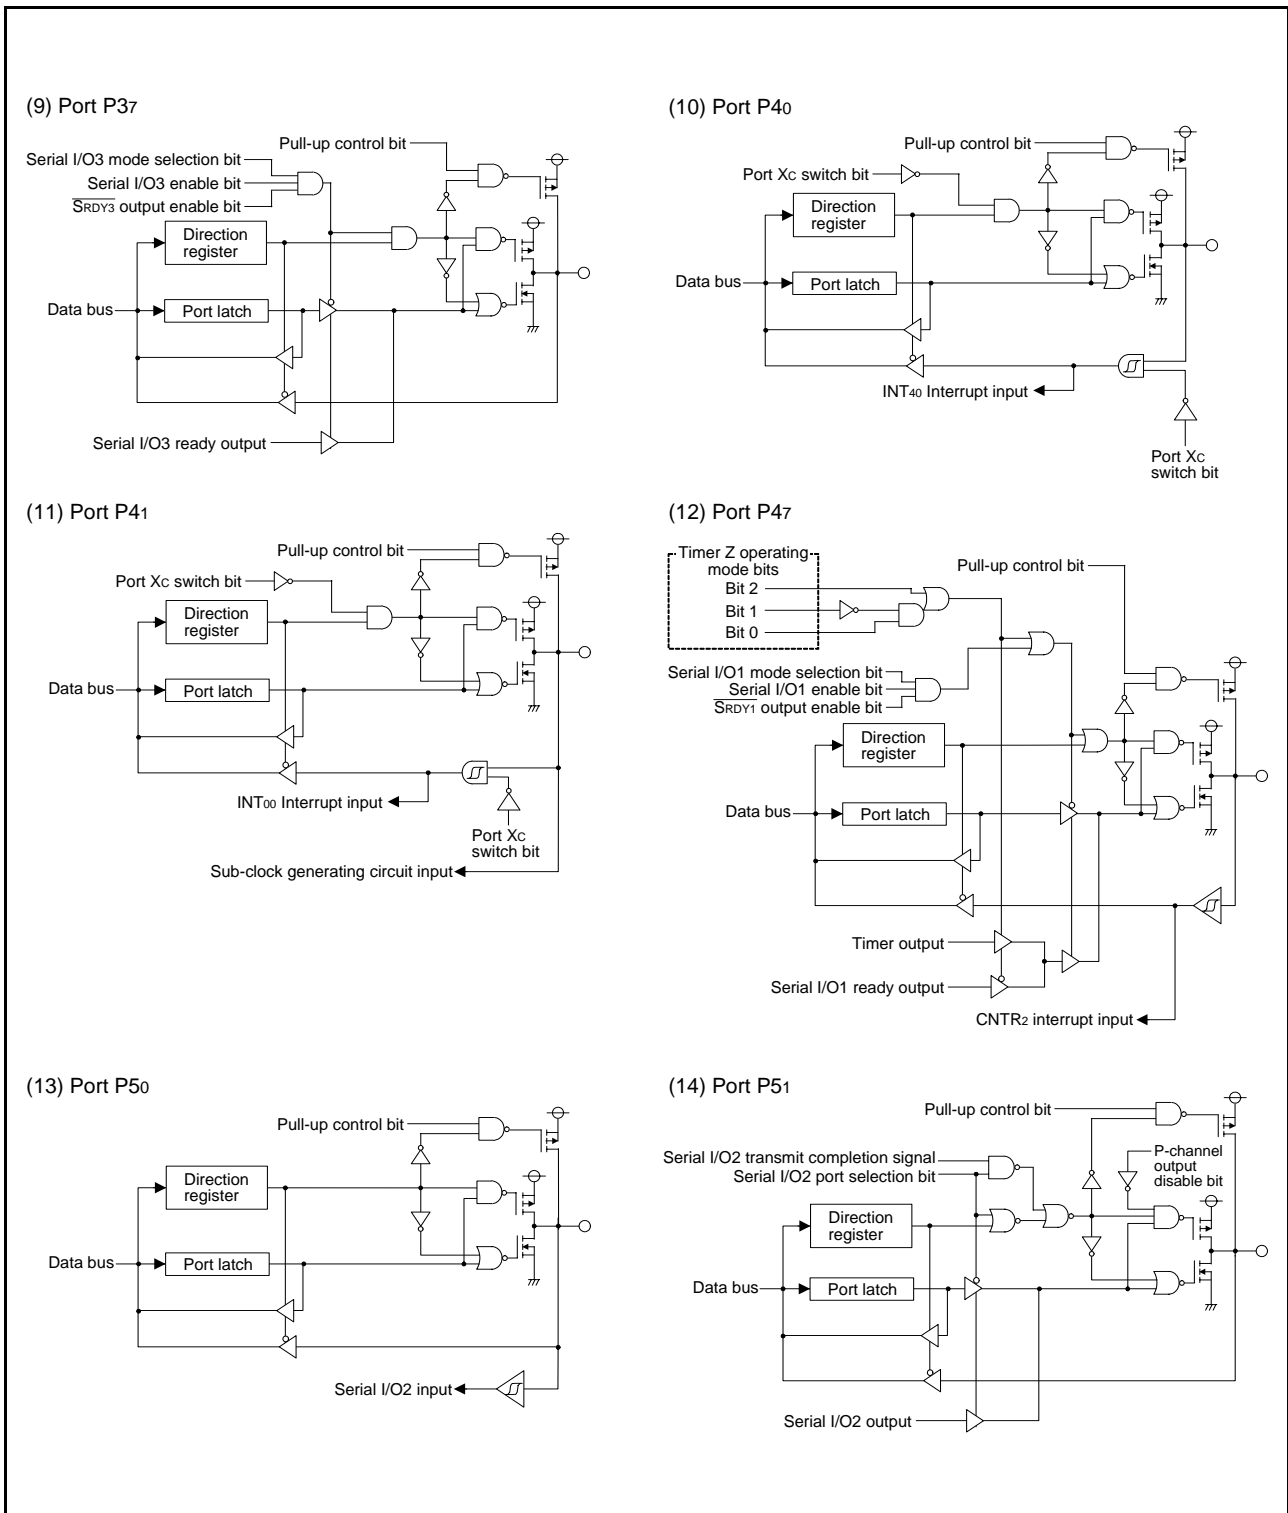 (9) Port P37
Pull-up control bit
Serial I/O3 mode selection bit
Serial I/O3 enable bit
SRDY3 output enable bit
Direction
register
Data bus
Port latch
Serial I/O3 ready output
(10) Port P40
Pull-up control bit
Port XC switch bit
Direction
register
Data bus
Port latch
INT40 Interrupt input
Port XC
switch bit
(11) Port P41
Pull-up control bit
Port XC switch bit
Direction
register
Data bus
Port latch
INT00 Interrupt input
Port XC
switch bit
Sub-clock generating circuit input
(12) Port P47
Timer Z operating
mode bits
Bit 2
Bit 1
Bit 0
Pull-up control bit
Serial I/O1 mode selection bit
Serial I/O1 enable bit
SRDY1 output enable bit
Direction
register
Data bus
Port latch
Timer output
Serial I/O1 ready output
CNTR2 interrupt input
(13) Port P50
Pull-up control bit
Direction
register
Data bus
Port latch
Serial I/O2 input
(14) Port P51
Pull-up control bit
Serial I/O2 transmit completion signal
Serial I/O2 port selection bit
P-channel
output
disable bit
Direction
register
Data bus
Port latch
Serial I/O2 output